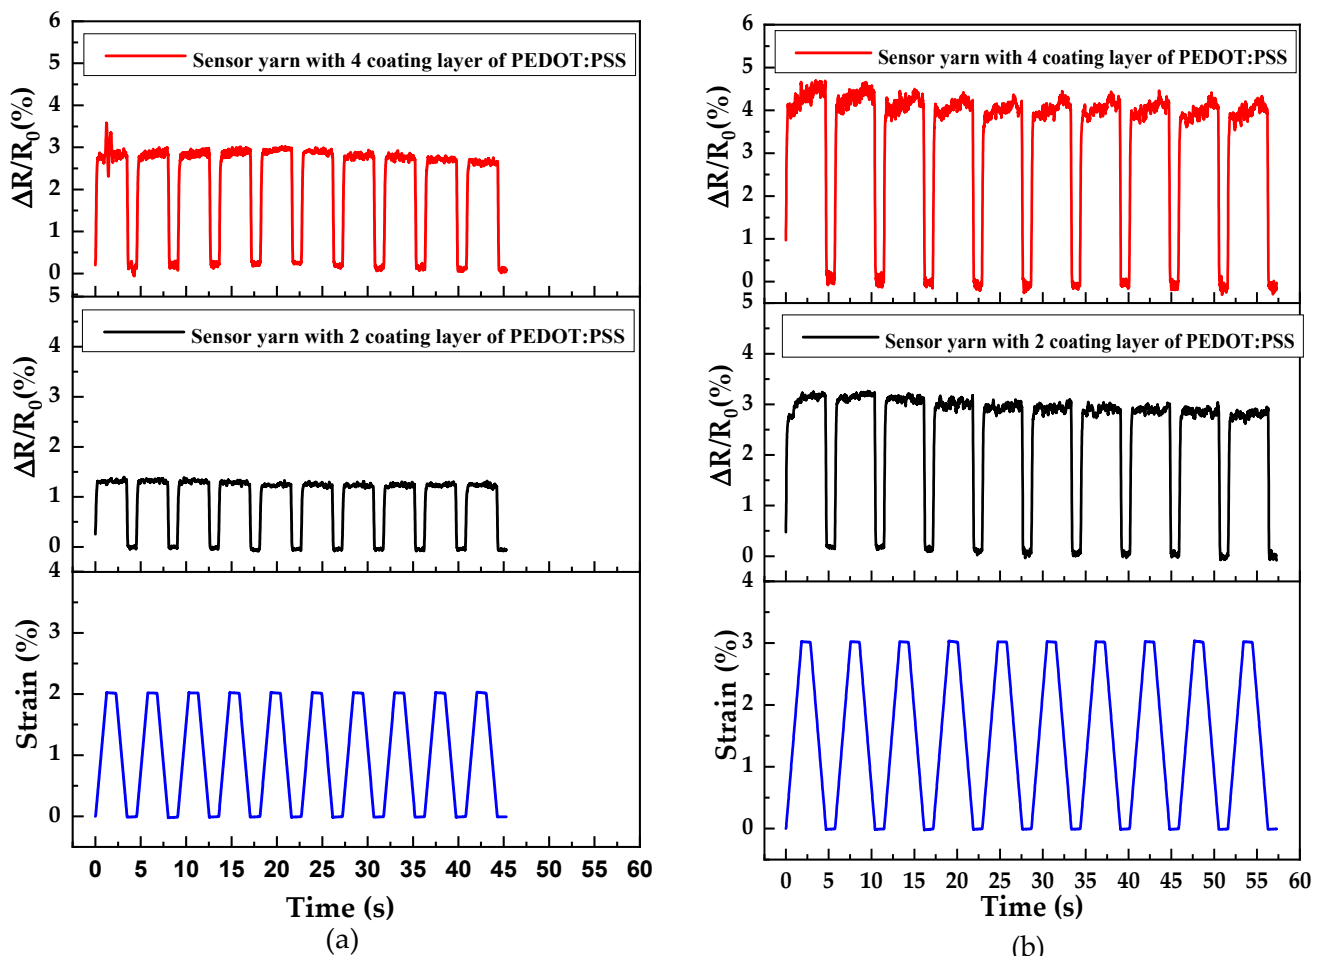 6
5
4
3
2
1
0
ΔR/R0(%)
Sensor yarn with 4 coating layer of PEDOT:PSS
5
4
3
2
1
0
ΔR/R0(%)
Sensor yarn with 2 coating layer of PEDOT:PSS
4
3
2
1
0
Strain (%)
0 5 10 15 20 25 30 35 40 45 50 55 60
Time (s)
(a)
6
5
4
3
2
1
0
ΔR/R0(%)
Sensor yarn with 4 coating layer of PEDOT:PSS
5
4
3
2
1
0
ΔR/R0(%)
Sensor yarn with 2 coating layer of PEDOT:PSS
4
3
2
1
0
Strain (%)
0 5 10 15 20 25 30 35 40 45 50 55 60
Time (s)
(b)